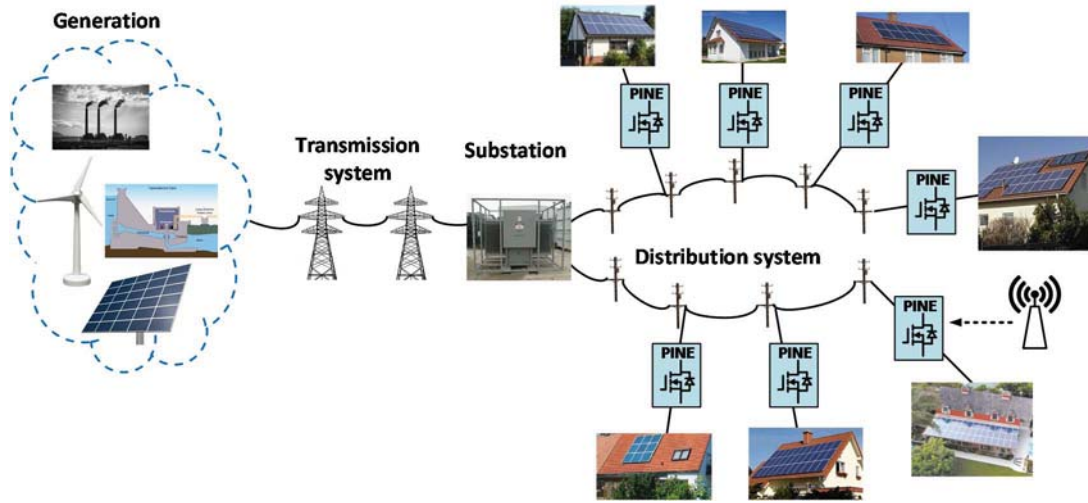 Generation
Transmission
system
Substation
Distribution system
PINE
PINE
PINE
PINE
PINE
PINE
PINE